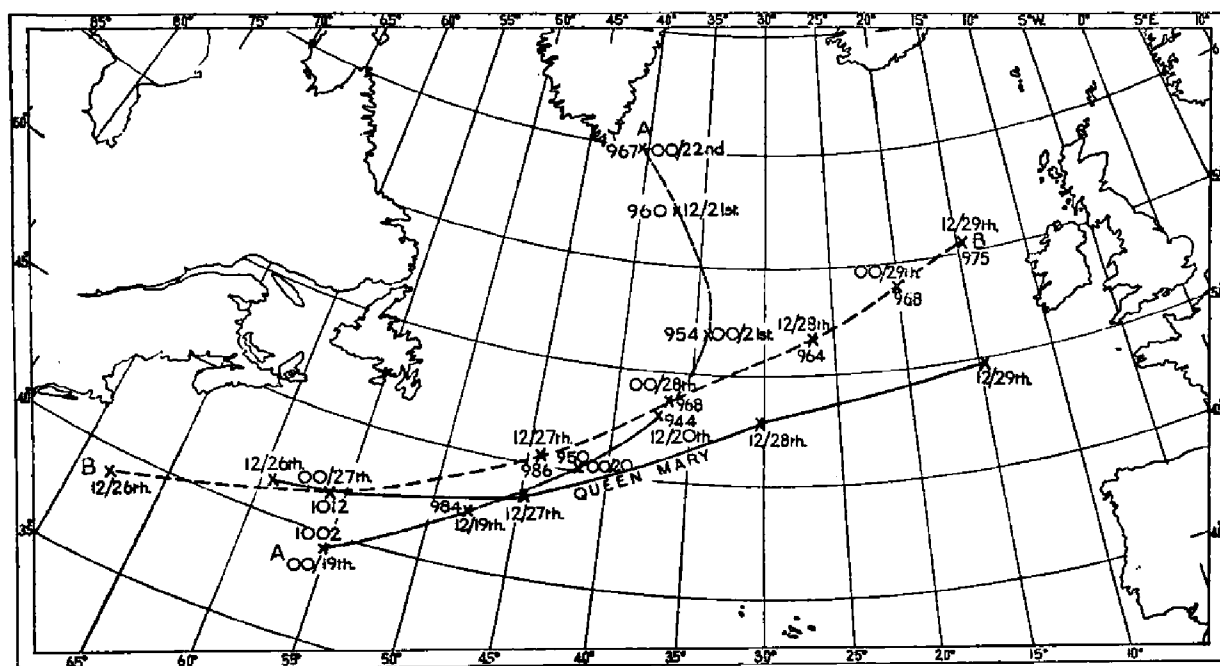 85° 80° 75° 70° 65° 60° 55° 50° 45° 40° 35° 30° 25° 20° 15° 10° 5°W. 0° 5°E. 10°
A
967 00/22nd
960 12/21st.
12/29th.
B
975
00/29th.
968
954 00/21st.
12/28th.
964
00/28th.
968
944
12/20th.
12/29th.
12/28th.
12/27th.
950
986
00/20
QUEEN MARY
B
12/26th.
12/26th.
00/27th.
1012
984
12/19th.
12/27th.
1002
A
00/19th.
50
45
40
35°
65° 60° 55° 50° 45° 40° 35° 30° 25° 20° 15° 10°